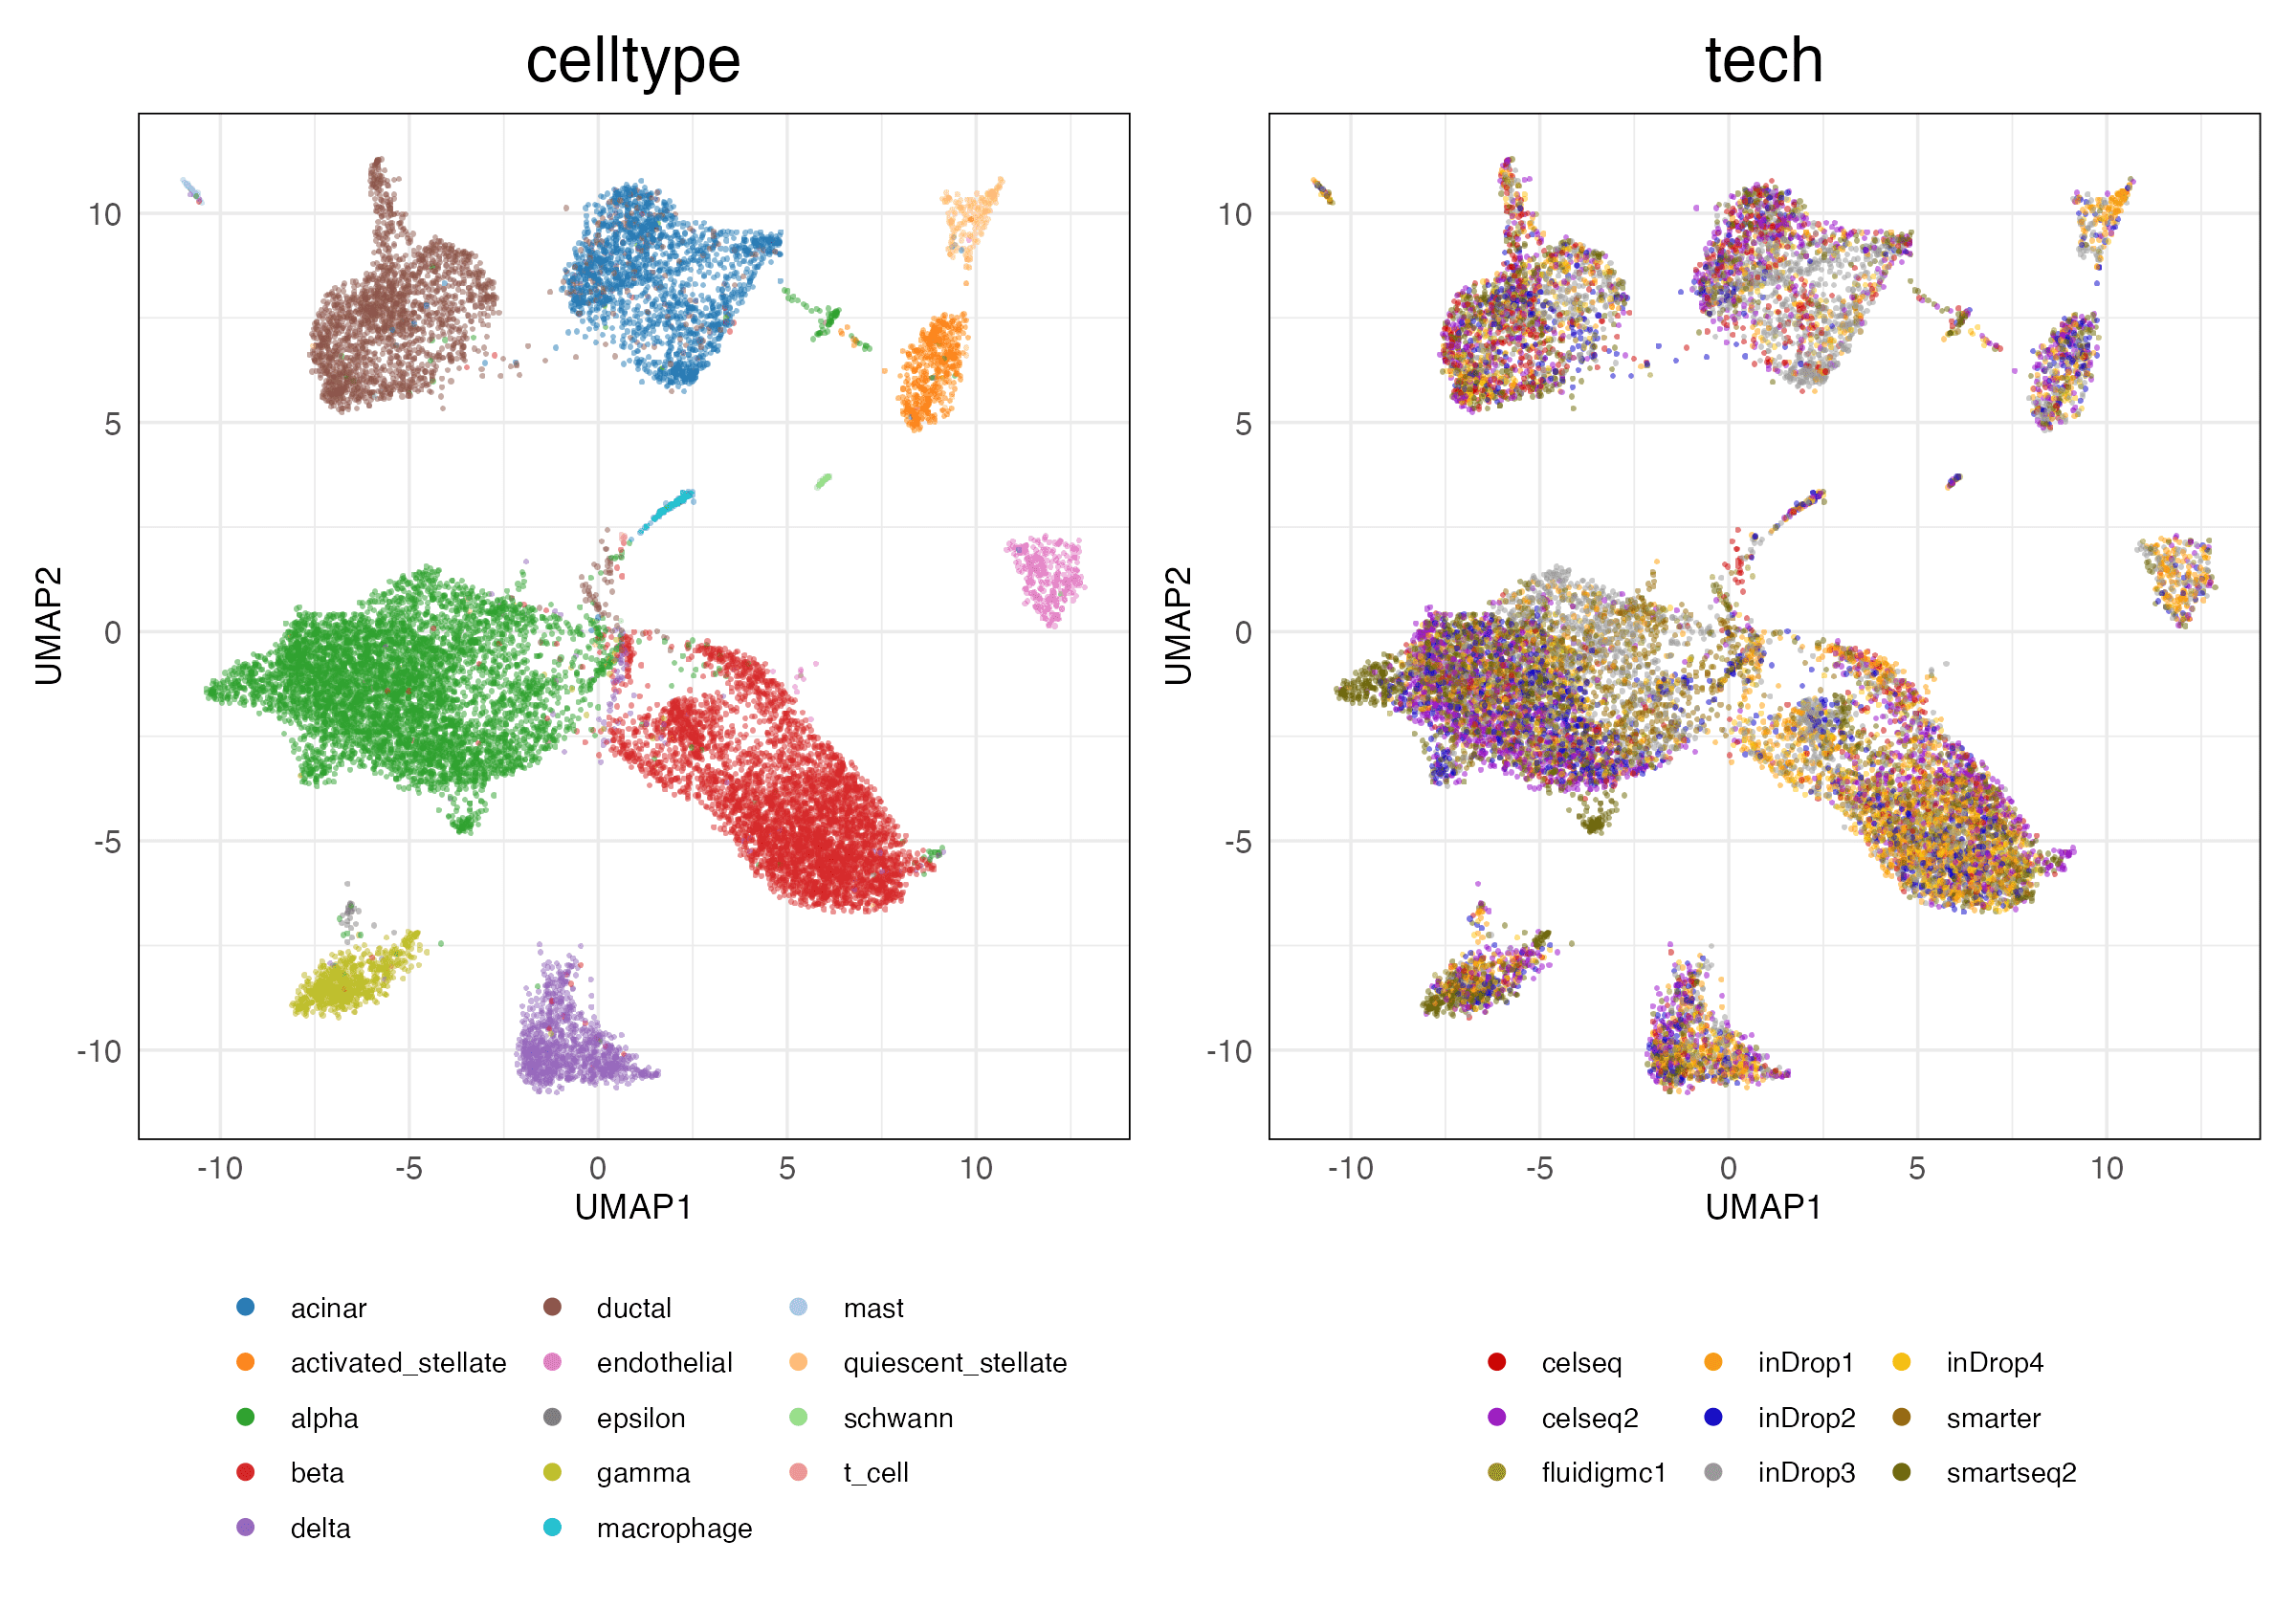 celltype
tech
10
5
0
-5
-10
UMAP2
-10
-5
0
5
10
UMAP1
10
5
0
-5
-10
UMAP2
-10
-5
0
5
10
UMAP1
acinar
activated_stellate
alpha
beta
delta
ductal
endothelial
epsilon
gamma
macrophage
mast
quiescent_stellate
schwann
t_cell
celseq
celseq2
fluidigmc1
inDrop1
inDrop2
inDrop3
inDrop4
smarter
smartseq2